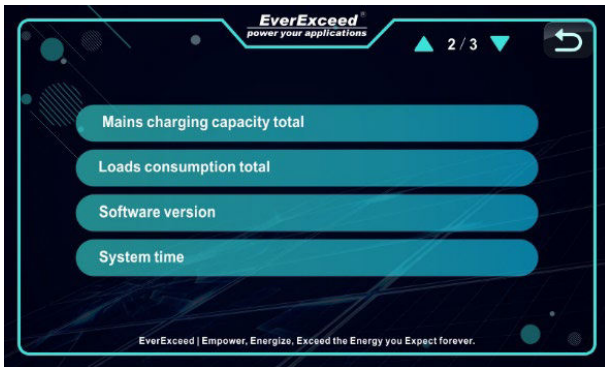 EverExceed®
power your applications
2/3
Mains charging capacity total
Loads consumption total
Software version
System time
EverExceed | Empower, Energize, Exceed the Energy you Expect forever.